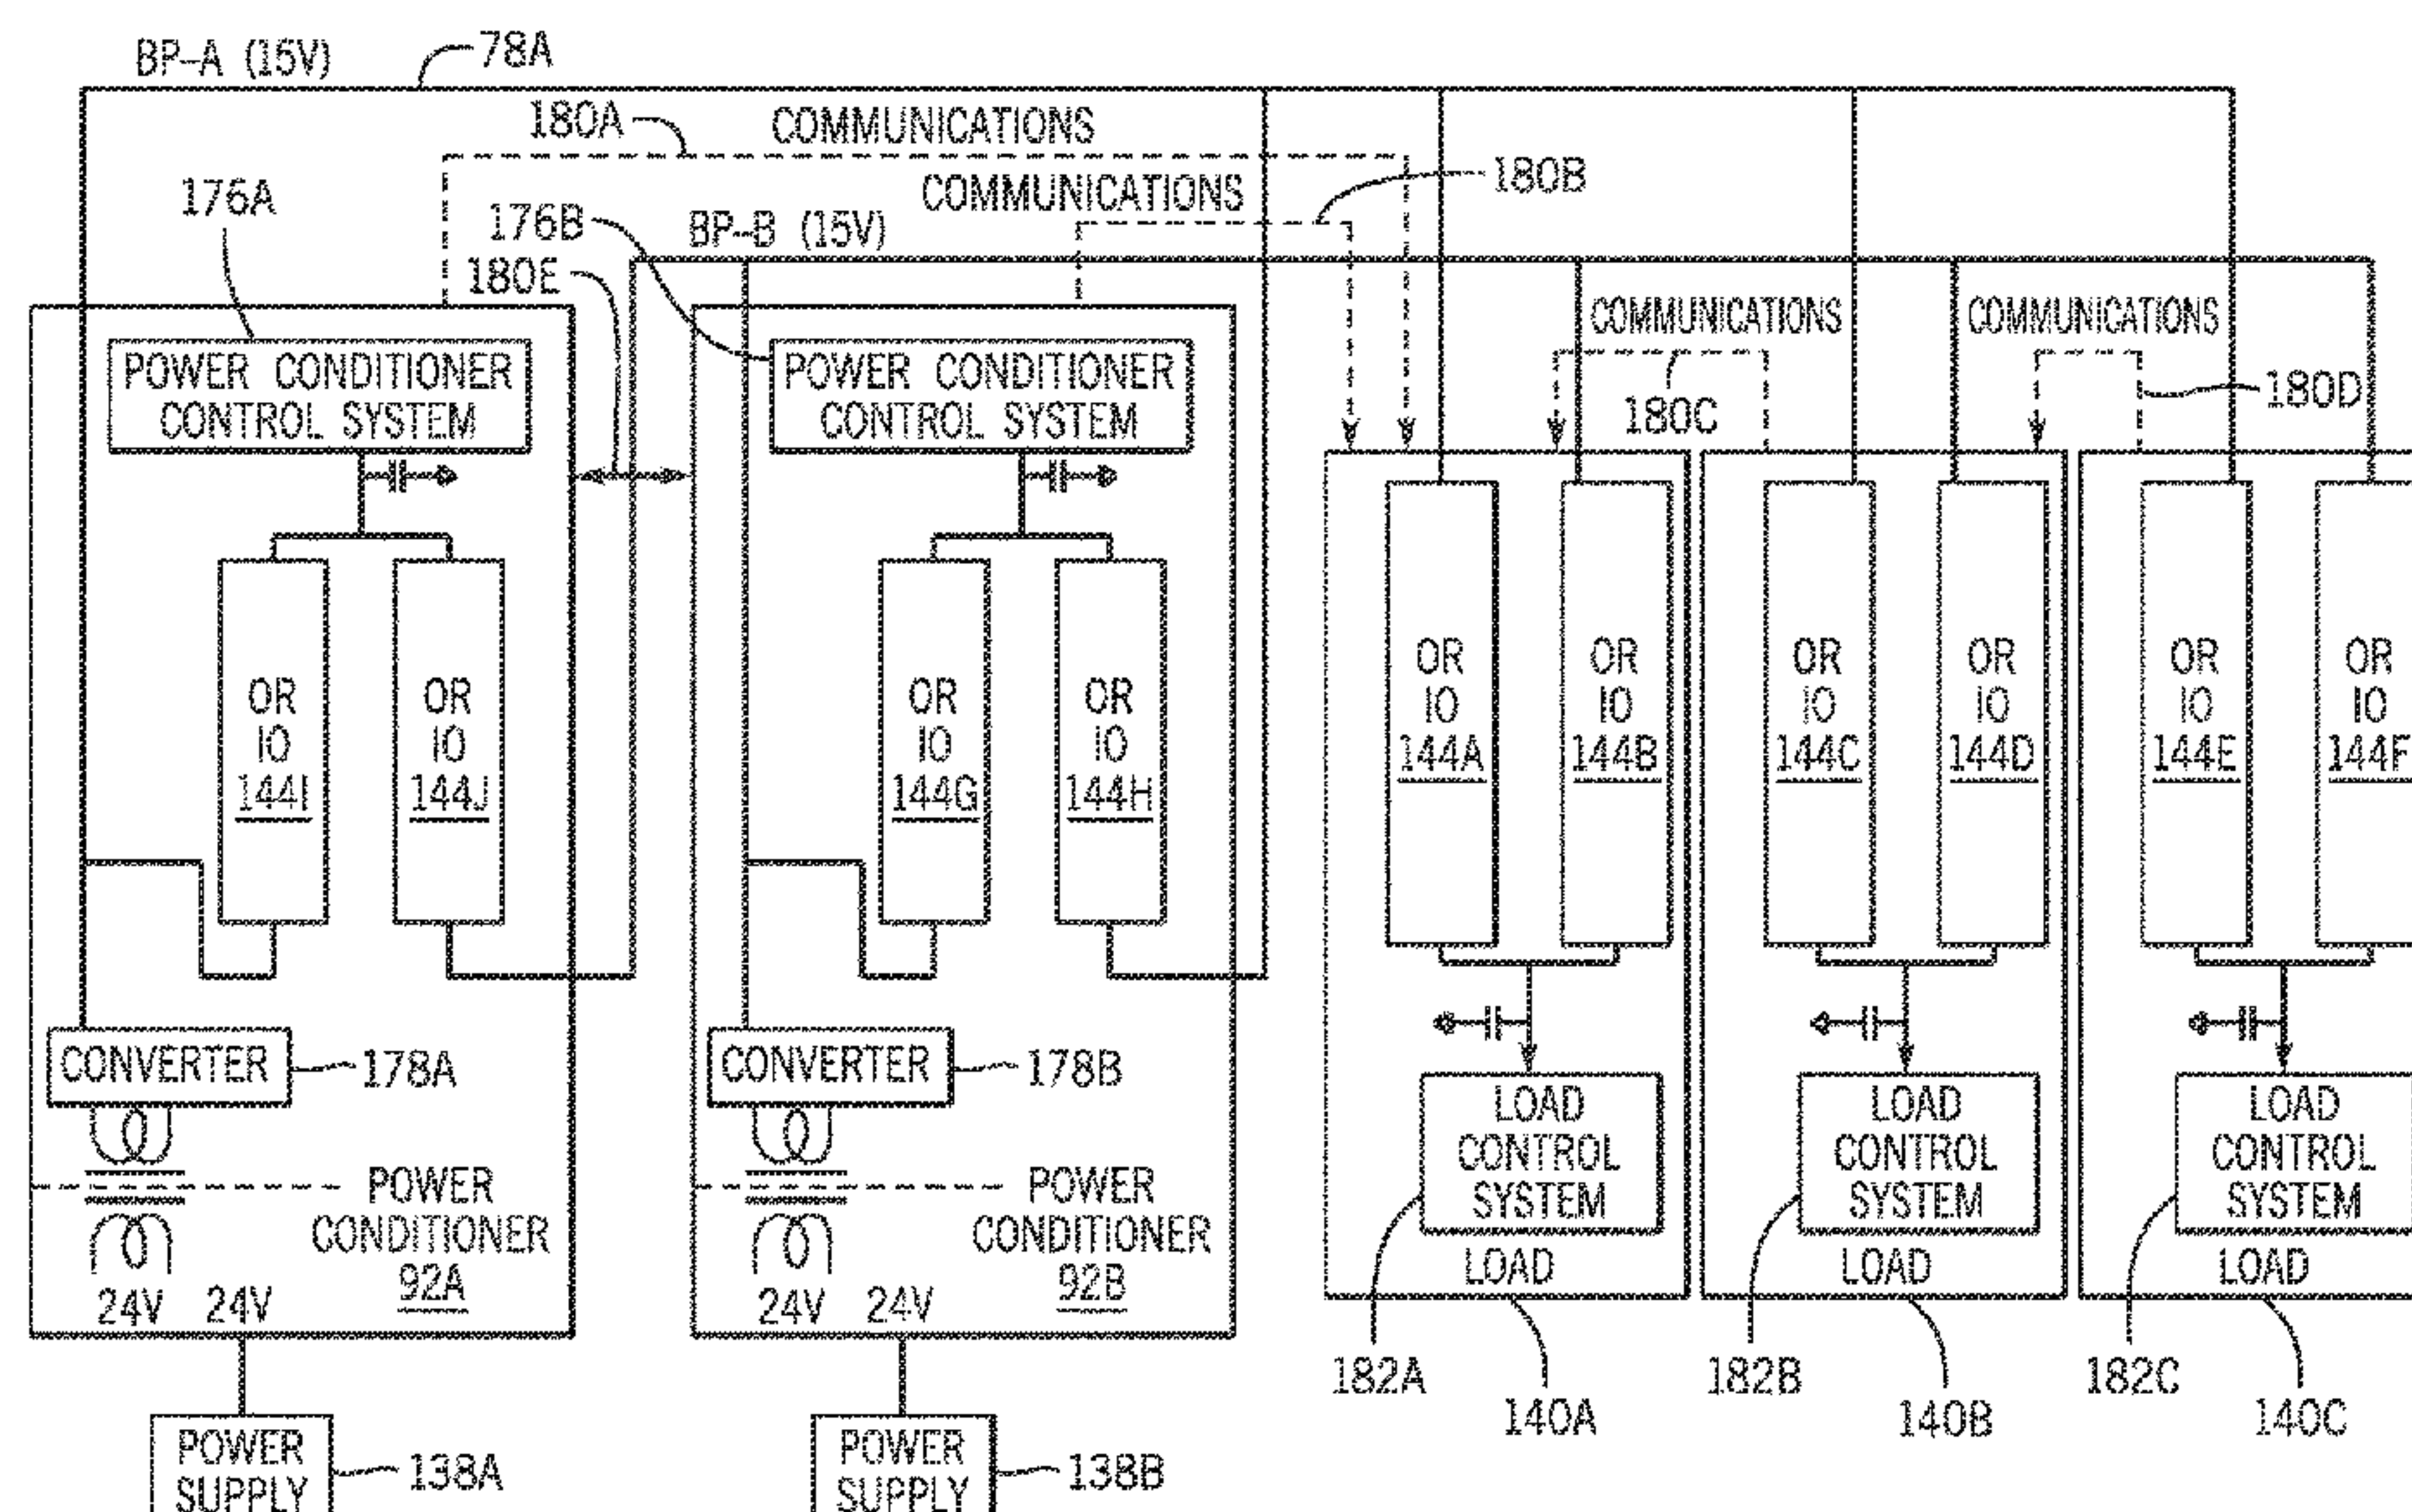 BP-A (15V)
78A
180A
COMMUNICATIONS
COMMUNICATIONS
180B
176A
176B
BP-B (15V)
180E
COMMUNICATIONS
COMMUNICATIONS
180C
180D
POWER CONDITIONER
CONTROL SYSTEM
POWER CONDITIONER
CONTROL SYSTEM
OR
IO
144I
OR
IO
144J
OR
IO
144G
OR
IO
144H
OR
IO
144A
OR
IO
144B
OR
IO
144C
OR
IO
144D
OR
IO
144E
OR
IO
144F
CONVERTER
178A
CONVERTER
178B
POWER
CONDITIONER
92A
24V 24V
POWER
CONDITIONER
92B
24V 24V
LOAD
CONTROL
SYSTEM
LOAD
LOAD
CONTROL
SYSTEM
LOAD
LOAD
CONTROL
SYSTEM
LOAD
182A
140A
182B
140B
182C
140C
POWER
SUPPLY
138A
POWER
SUPPLY
138B